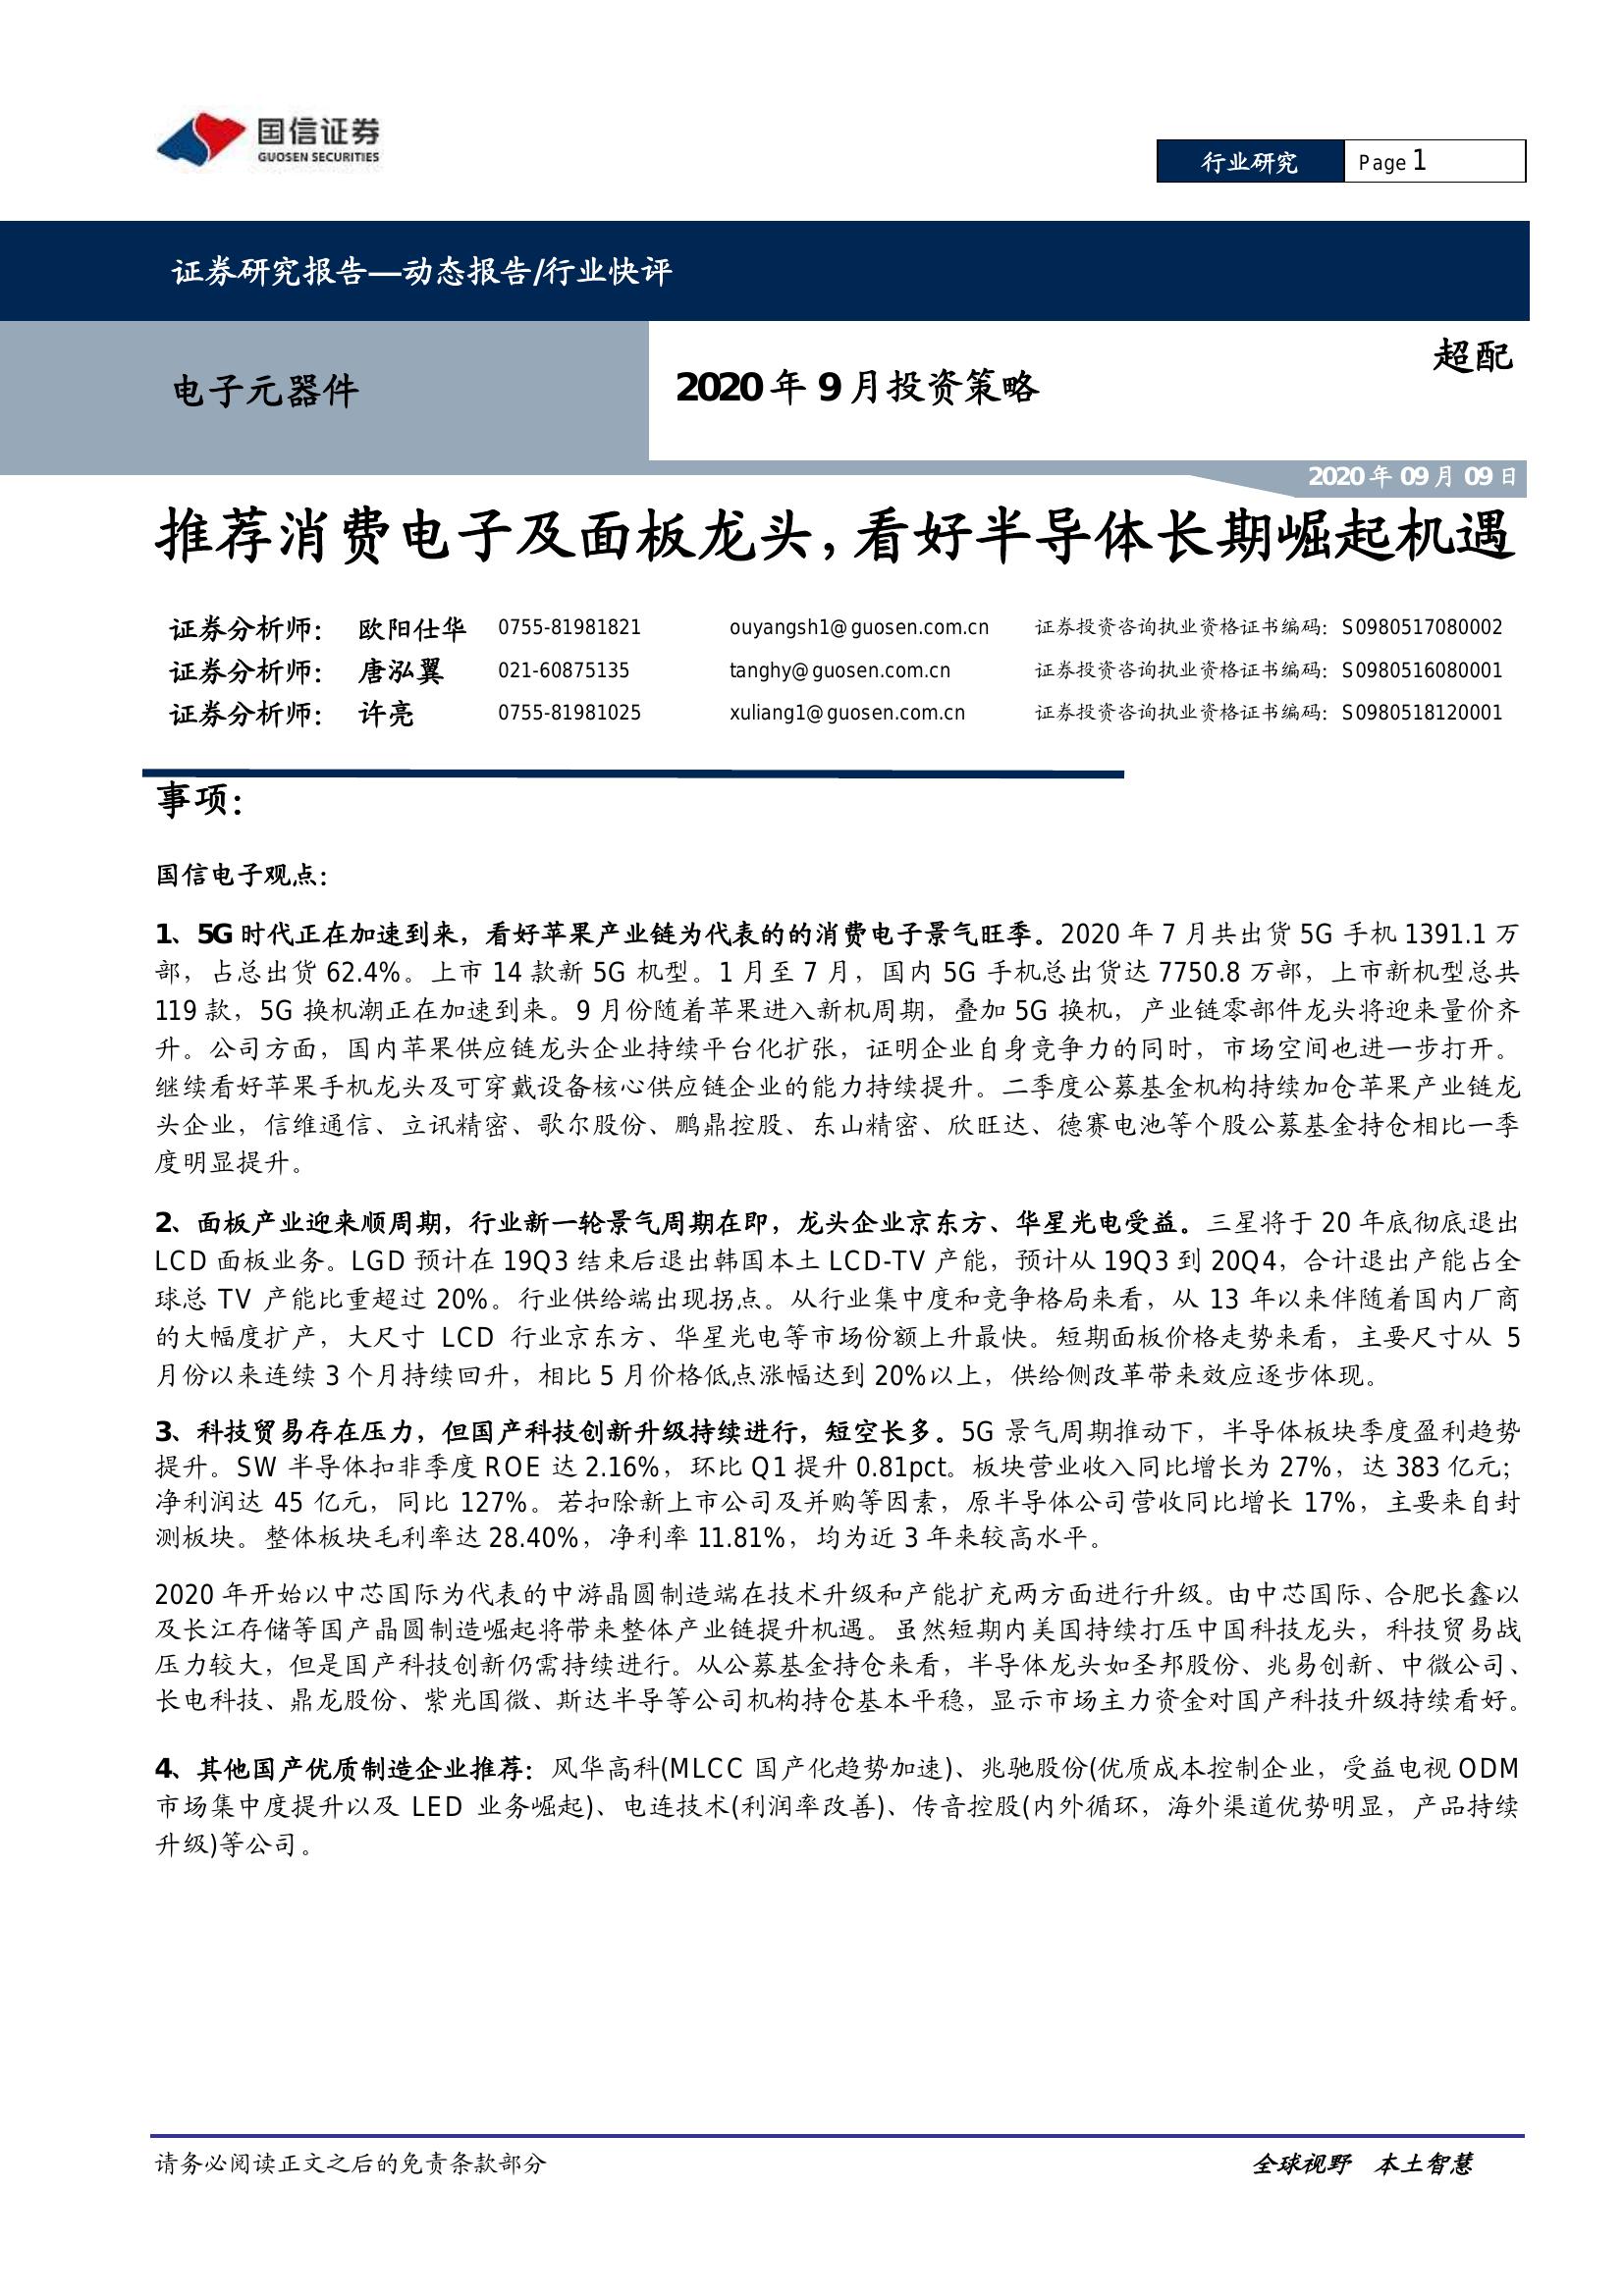 国信证券
GUOSEN SECURITIES
行业研究 Page 1
证券研究报告—动态报告/行业快评
电子元器件
2020 年 9 月投资策略
超配
2020 年 09 月 09 日
推荐消费电子及面板龙头，看好半导体长期崛起机遇
证券分析师： 欧阳仕华 0755-81981821 ouyangsh1@guosen.com.cn 证券投资咨询执业资格证书编码：S0980517080002
证券分析师： 唐泓翼 021-60875135 tanghy@guosen.com.cn 证券投资咨询执业资格证书编码：S0980516080001
证券分析师： 许亮 0755-81981025 xuliang1@guosen.com.cn 证券投资咨询执业资格证书编码：S0980518120001
事项：
国信电子观点：
1、5G 时代正在加速到来，看好苹果产业链为代表的的消费电子景气旺季。2020 年 7 月共出货 5G 手机 1391.1 万
部，占总出货 62.4%。上市 14 款新 5G 机型。1 月至 7 月，国内 5G 手机总出货达 7750.8 万部，上市新机型总共
119 款，5G 换机潮正在加速到来。9 月份随着苹果进入新机周期，叠加 5G 换机，产业链零部件龙头将迎来量价齐
升。公司方面，国内苹果供应链龙头企业持续平台化扩张，证明企业自身竞争力的同时，市场空间也进一步打开。
继续看好苹果手机龙头及可穿戴设备核心供应链企业的能力持续提升。二季度公募基金机构持续加仓苹果产业链龙
头企业，信维通信、立讯精密、歌尔股份、鹏鼎控股、东山精密、欣旺达、德赛电池等个股公募基金持仓相比一季
度明显提升。
2、面板产业迎来顺周期，行业新一轮景气周期在即，龙头企业京东方、华星光电受益。三星将于 20 年底彻底退出
LCD 面板业务。LGD 预计在 19Q3 结束后退出韩国本土 LCD-TV 产能，预计从 19Q3 到 20Q4，合计退出产能占全
球总 TV 产能比重超过 20%。行业供给端出现拐点。从行业集中度和竞争格局来看，从 13 年以来伴随着国内厂商
的大幅度扩产，大尺寸 LCD 行业京东方、华星光电等市场份额上升最快。短期面板价格走势来看，主要尺寸从 5
月份以来连续 3 个月持续回升，相比 5 月价格低点涨幅达到 20%以上，供给侧改革带来效应逐步体现。
3、科技贸易存在压力，但国产科技创新升级持续进行，短空长多。5G 景气周期推动下，半导体板块季度盈利趋势
提升。SW 半导体扣非季度 ROE 达 2.16%，环比 Q1 提升 0.81pct。板块营业收入同比增长为 27%，达 383 亿元；
净利润达 45 亿元，同比 127%。若扣除新上市公司及并购等因素，原半导体公司营收同比增长 17%，主要来自封
测板块。整体板块毛利率达 28.40%，净利率 11.81%，均为近 3 年来较高水平。
2020 年开始以中芯国际为代表的中游晶圆制造端在技术升级和产能扩充两方面进行升级。由中芯国际、合肥长鑫以
及长江存储等国产晶圆制造崛起将带来整体产业链提升机遇。虽然短期内美国持续打压中国科技龙头，科技贸易战
压力较大，但是国产科技创新仍需持续进行。从公募基金持仓来看，半导体龙头如圣邦股份、兆易创新、中微公司、
长电科技、鼎龙股份、紫光国微、斯达半导等公司机构持仓基本平稳，显示市场主力资金对国产科技升级持续看好。
4、其他国产优质制造企业推荐：风华高科(MLCC 国产化趋势加速)、兆驰股份(优质成本控制企业，受益电视 ODM
市场集中度提升以及 LED 业务崛起)、电连技术(利润率改善)、传音控股(内外循环，海外渠道优势明显，产品持续
升级)等公司。
请务必阅读正文之后的免责条款部分 全球视野 本土智慧